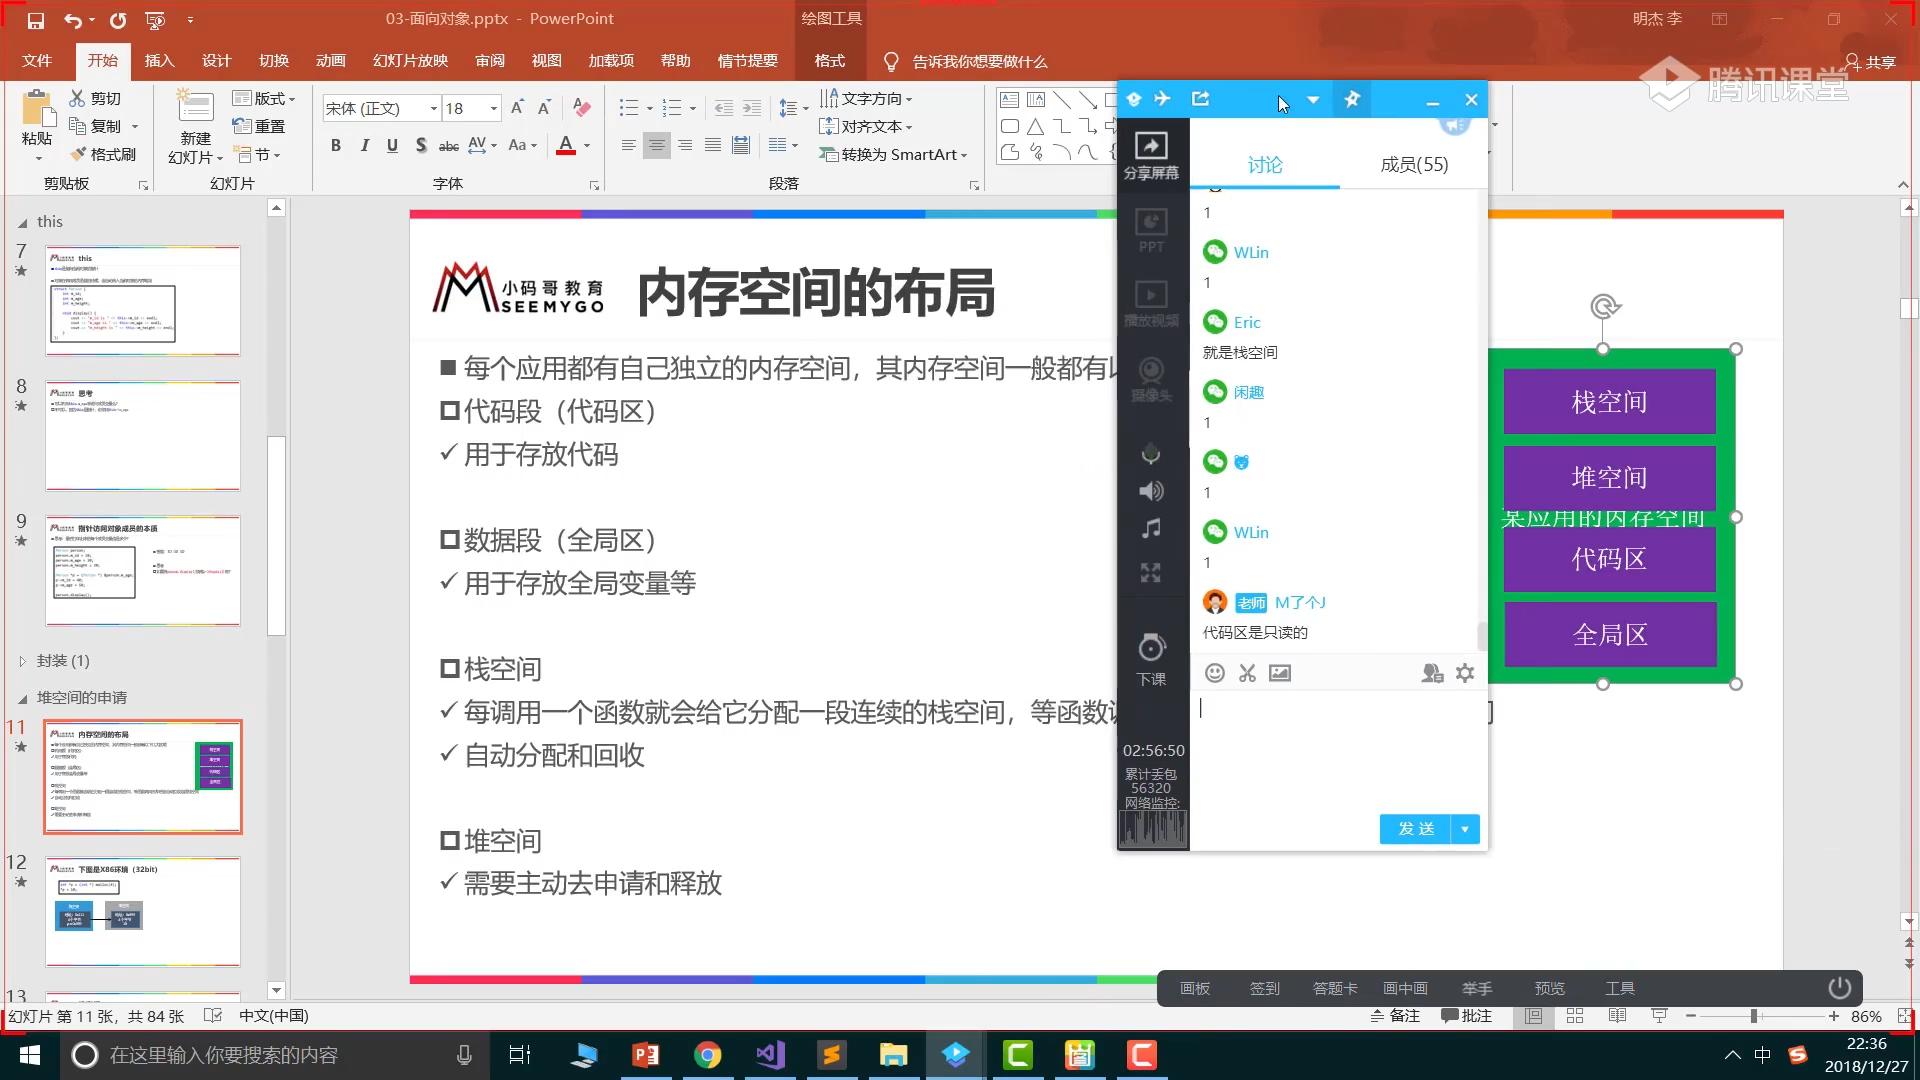 03-面向对象.pptx - PowerPoint
绘图工具
明杰 李
文件 开始 插入 设计 切换 动画 幻灯片放映 审阅 视图 加载项 帮助 情节提要 格式 告诉我你想要做什么 共享
腾讯课堂
粘贴 剪切 复制 格式刷
剪贴板
新建 幻灯片 版式 重置 节
幻灯片
宋体 (正文) 18
B I U S abc AV Aa A
字体
文字方向
对齐文本
转换为 SmartArt
段落
this
7
this
8
思考
9
指针访问对象成员的本质
封装 (1)
堆空间的申请
11
内存空间的布局
12
下图是X86环境（32bit）
13
小码哥教育
SEEMYGO
内存空间的布局
每个应用都有自己独立的内存空间，其内存空间一般都有以
代码段（代码区）
用于存放代码
数据段（全局区）
用于存放全局变量等
栈空间
每调用一个函数就会给它分配一段连续的栈空间，等函数调
自动分配和回收
堆空间
需要主动去申请和释放
栈空间
堆空间
某应用的内存空间
代码区
全局区
分享屏幕
PPT
播放视频
摄像头
下课
02:56:50
累计丢包
56320
网络监控:
讨论 成员(55)
1
WLin
1
Eric
就是栈空间
闲趣
1
1
WLin
1
老师 M了个J
代码区是只读的
发送
画板 签到 答题卡 画中画 举手 预览 工具
幻灯片 第 11 张，共 84 张 中文(中国)
备注 批注 86%
在这里输入你要搜索的内容
中
22:36
2018/12/27